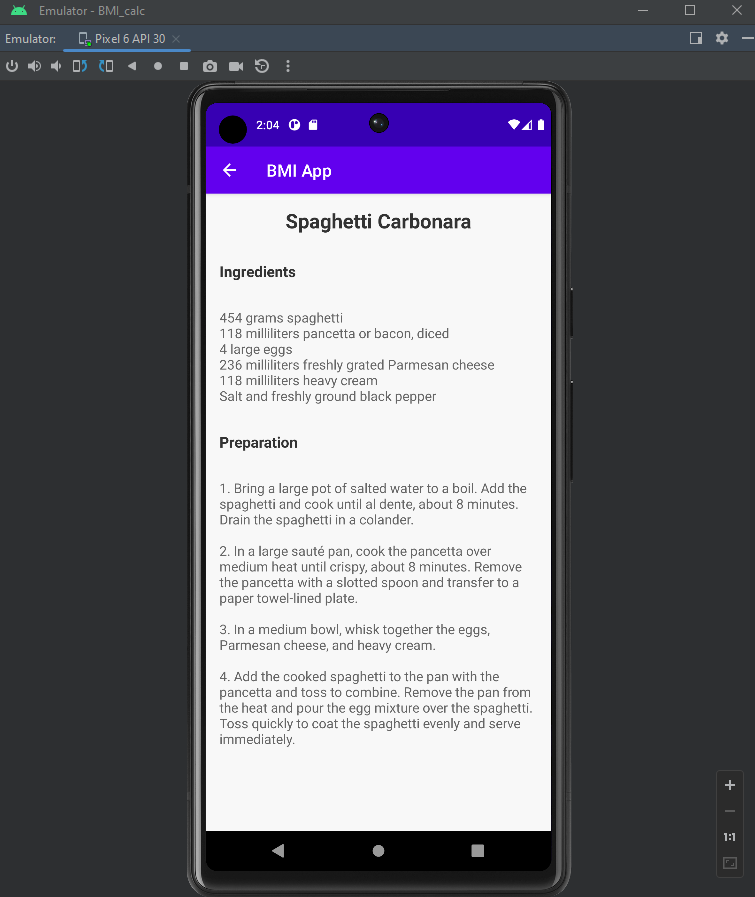 Emulator - BMI_calc
Emulator:
Pixel 6 API 30
2:04
BMI App
Spaghetti Carbonara
Ingredients
454 grams spaghetti
118 milliliters pancetta or bacon, diced
4 large eggs
236 milliliters freshly grated Parmesan cheese
118 milliliters heavy cream
Salt and freshly ground black pepper
Preparation
1. Bring a large pot of salted water to a boil. Add the
spaghetti and cook until al dente, about 8 minutes.
Drain the spaghetti in a colander.
2. In a large sauté pan, cook the pancetta over
medium heat until crispy, about 8 minutes. Remove
the pancetta with a slotted spoon and transfer to a
paper towel-lined plate.
3. In a medium bowl, whisk together the eggs,
Parmesan cheese, and heavy cream.
4. Add the cooked spaghetti to the pan with the
pancetta and toss to combine. Remove the pan from
the heat and pour the egg mixture over the spaghetti.
Toss quickly to coat the spaghetti evenly and serve
immediately.
1:1